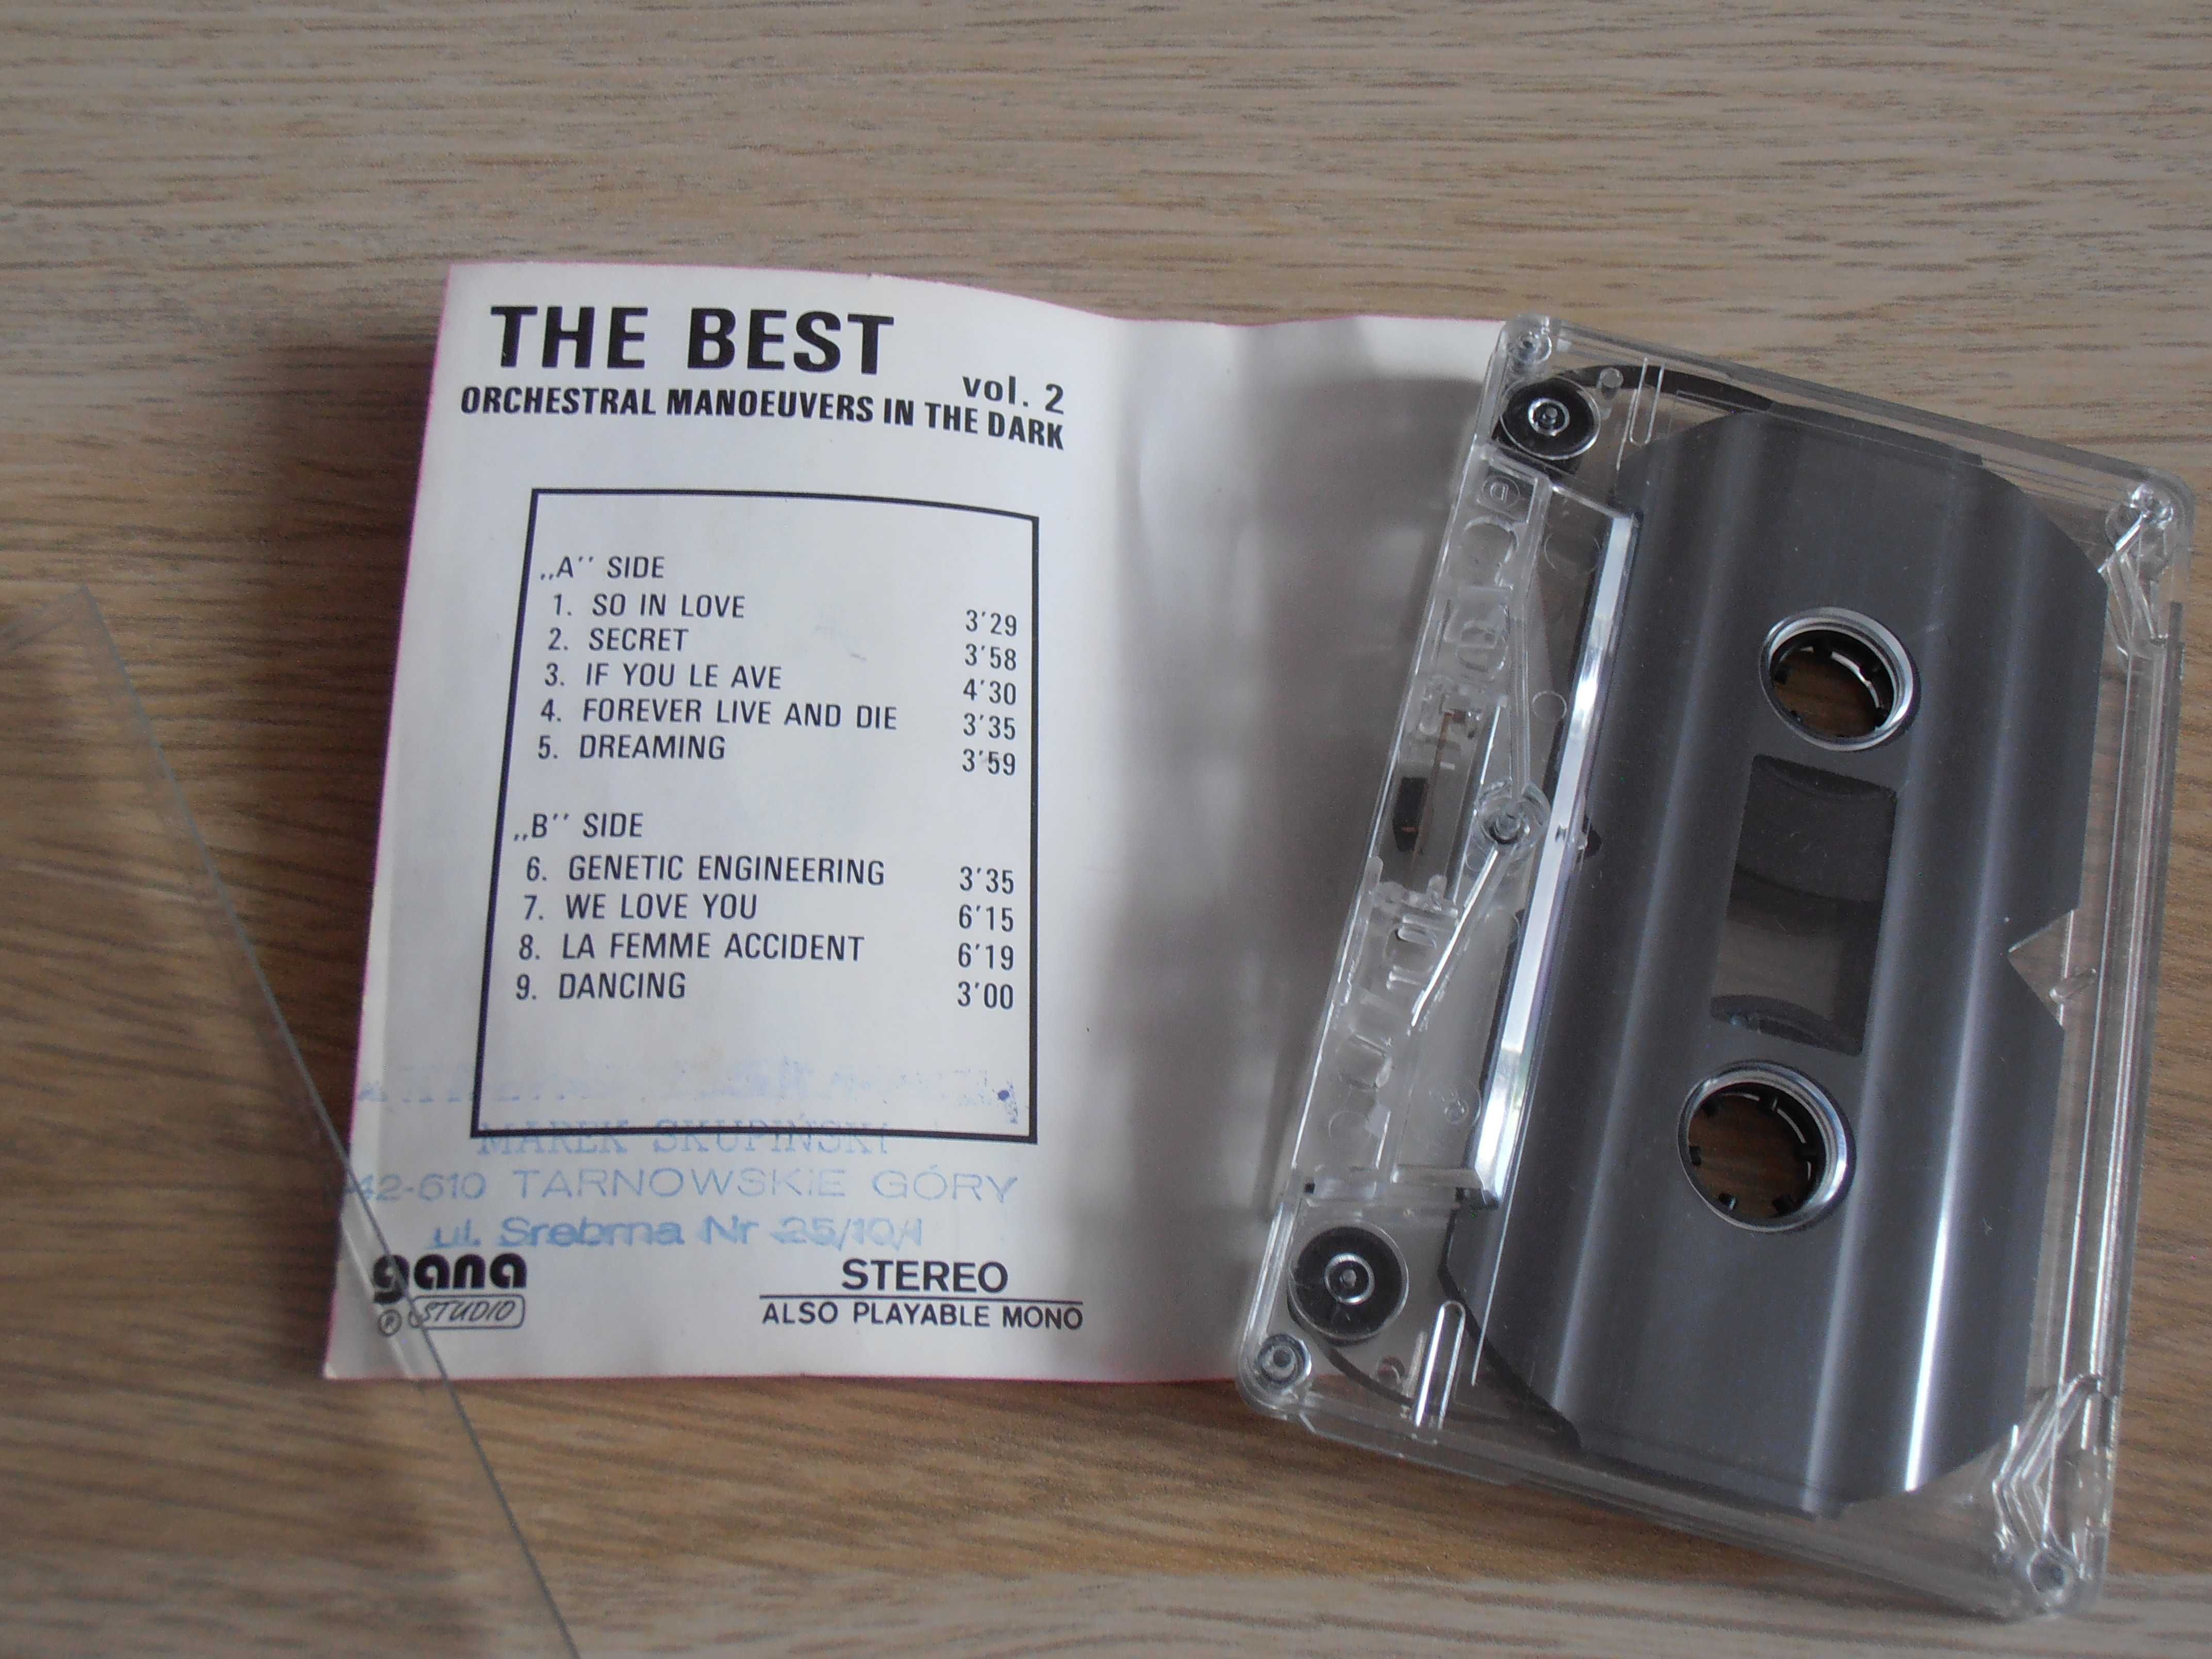 THE BEST
vol. 2
ORCHESTRAL MANOEUVERS IN THE DARK
„A'' SIDE
1. SO IN LOVE 3'29
2. SECRET 3'58
3. IF YOU LE AVE 4'30
4. FOREVER LIVE AND DIE 3'35
5. DREAMING 3'59
„B'' SIDE
6. GENETIC ENGINEERING 3'35
7. WE LOVE YOU 6'15
8. LA FEMME ACCIDENT 6'19
9. DANCING 3'00
MAREK SKUPIŃSKI
42-610 TARNOWSKIE GÓRY
ul. Srebrna Nr 25/10/I
gana
STUDIO
STEREO
ALSO PLAYABLE MONO